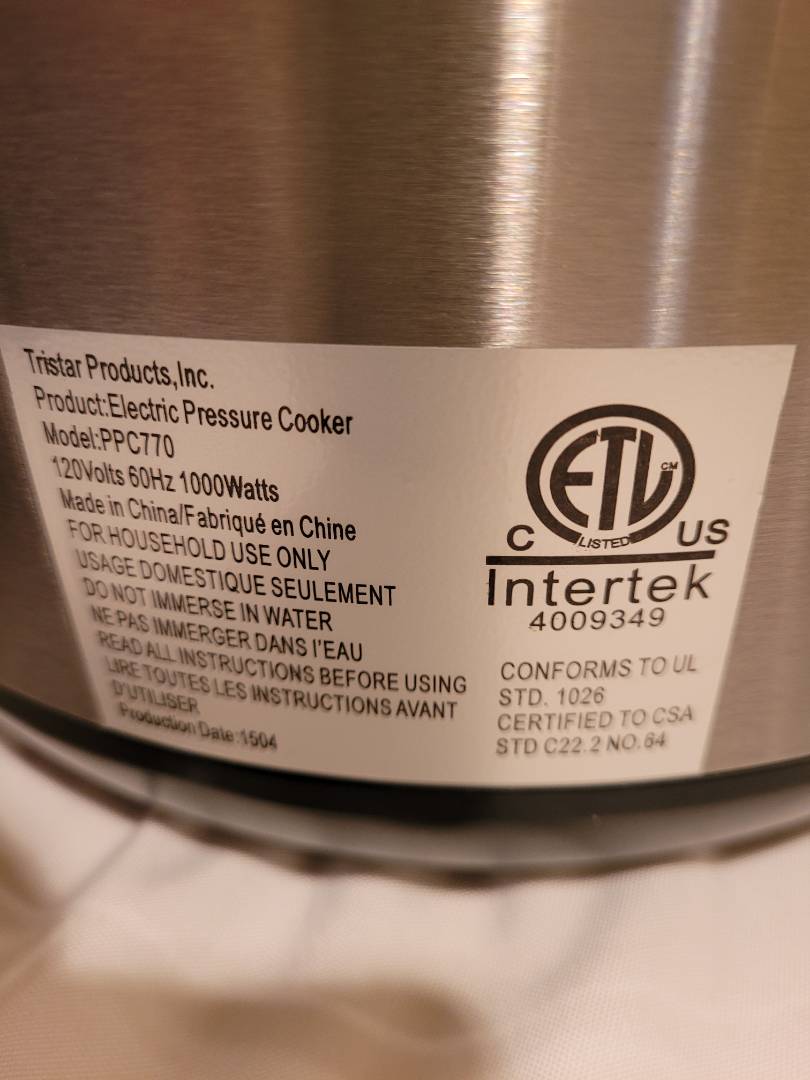 Tristar Products,Inc.
Product:Electric Pressure Cooker
Model:PPC770
120Volts 60Hz 1000Watts
Made in China/Fabriqué en Chine
FOR HOUSEHOLD USE ONLY
USAGE DOMESTIQUE SEULEMENT
DO NOT IMMERSE IN WATER
NE PAS IMMERGER DANS l'EAU
READ ALL INSTRUCTIONS BEFORE USING
LIRE TOUTES LES INSTRUCTIONS AVANT
D'UTILISER
Production Date:1504
ETL CM
C LISTED US
Intertek
4009349
CONFORMS TO UL
STD. 1026
CERTIFIED TO CSA
STD C22.2 NO.64